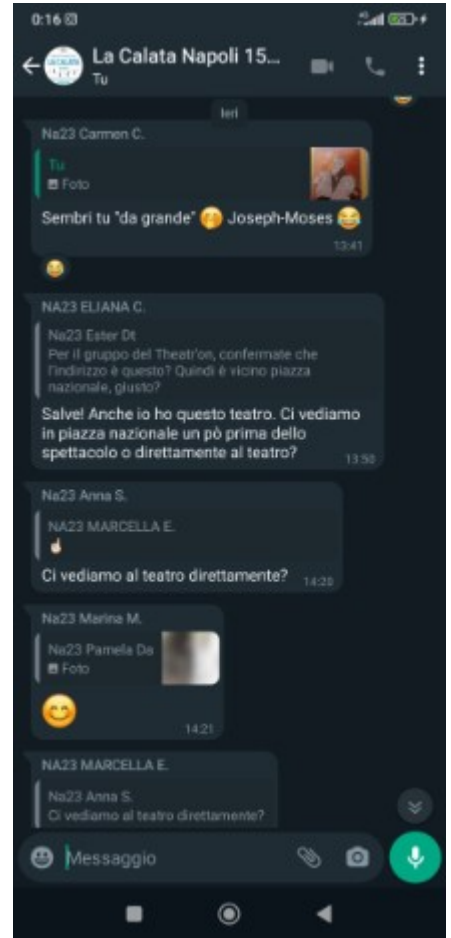 0:16
La Calata Napoli 15...
Tu
Ieri
Na23 Carmen C.
Tu
Foto
Sembri tu "da grande" Joseph-Moses
13:41
NA23 ELIANA C.
Na23 Ester Dt
Per il gruppo del Theatr'on, confermate che
l'indirizzo è questo? Quindi è vicino piazza
nazionale, giusto?
Salve! Anche io ho questo teatro. Ci vediamo
in piazza nazionale un pò prima dello
spettacolo o direttamente al teatro?
13:50
Na23 Anna S.
NA23 MARCELLA E.
Ci vediamo al teatro direttamente?
14:20
Na23 Marina M.
Na23 Pamela Da
Foto
14:21
NA23 MARCELLA E.
Na23 Anna S.
Ci vediamo al teatro direttamente?
Messaggio